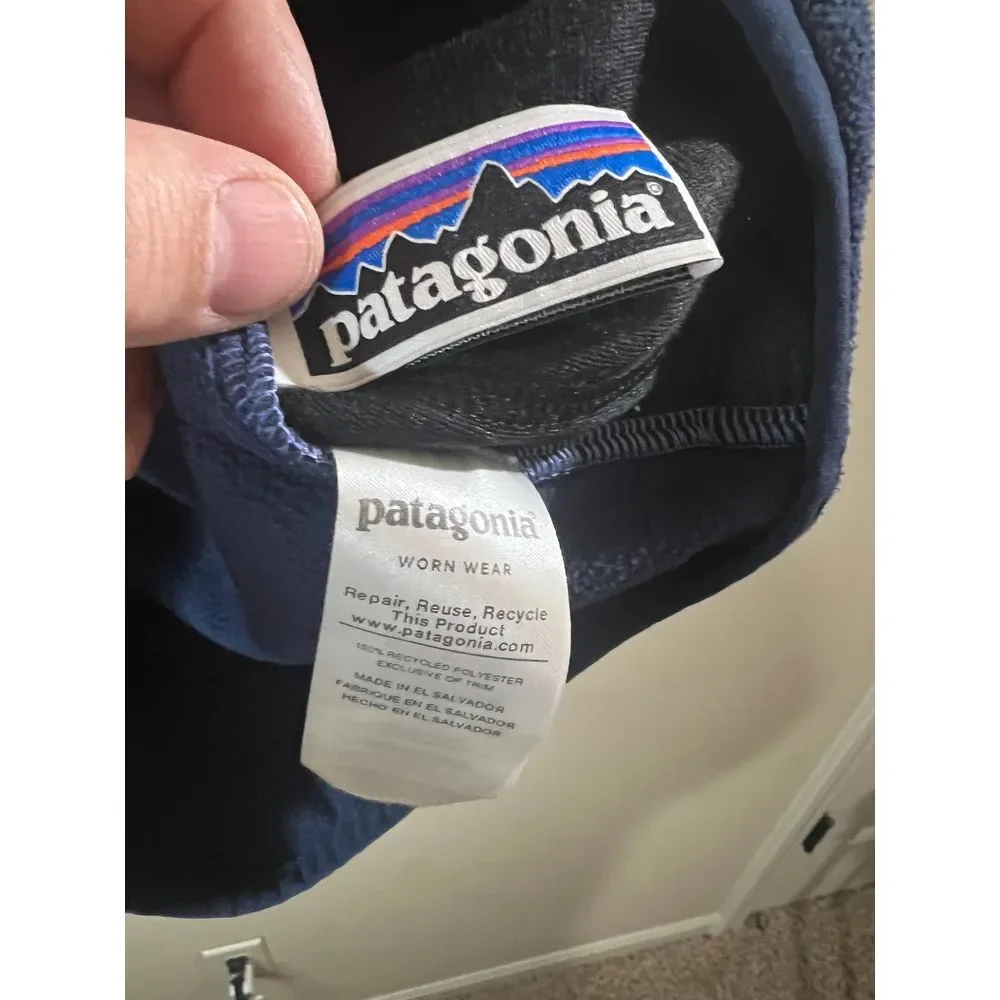 patagonia®
patagonia®
WORN WEAR
Repair, Reuse, Recycle
This Product
www.patagonia.com
100% RECYCLED POLYESTER
EXCLUSIVE OF TRIM
MADE IN EL SALVADOR
FABRIQUE EN EL SALVADOR
HECHO EN EL SALVADOR